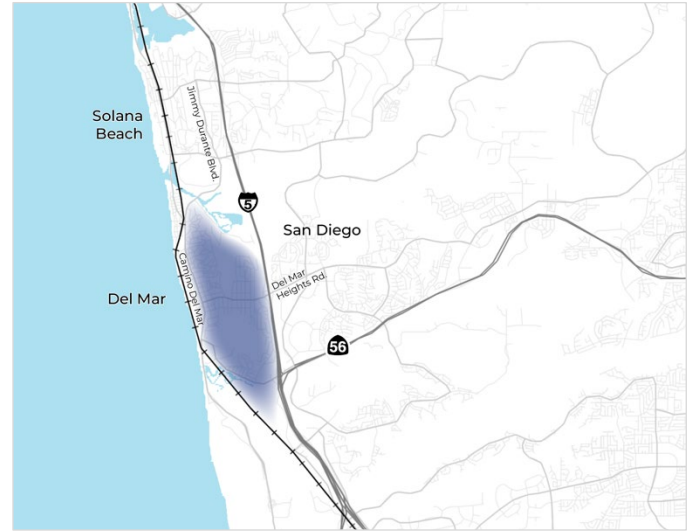 Solana
Beach
Jimmy Durante Blvd.
5
San Diego
Del Mar
Heights Rd.
Del Mar
Camino Del Mar
56